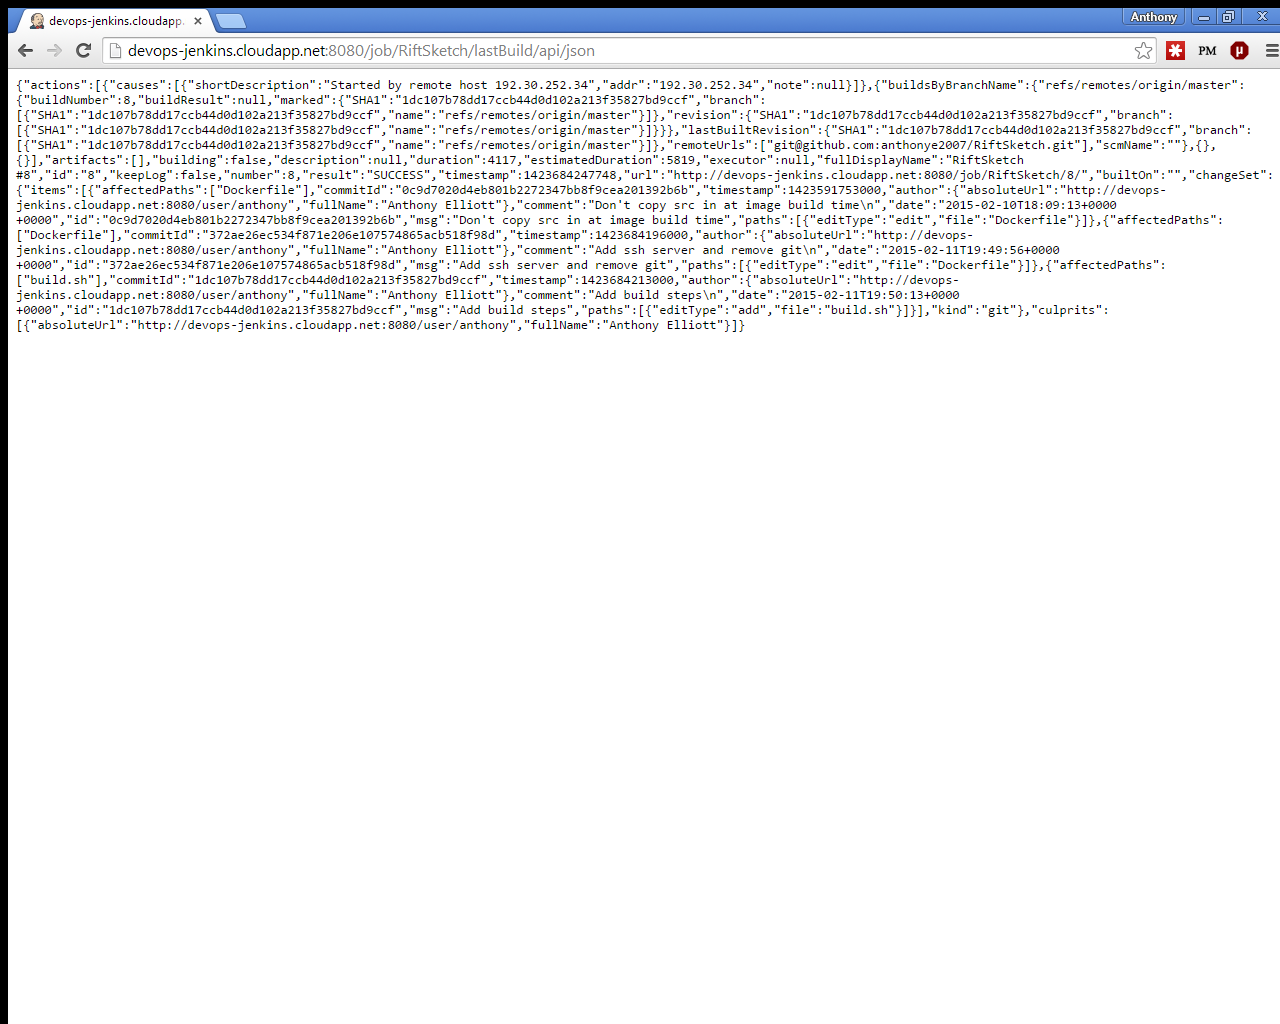 devops-jenkins.cloudapp.
Anthony
devops-jenkins.cloudapp.net:8080/job/RiftSketch/lastBuild/api/json
PM
{"actions":[{"causes":[{"shortDescription":"Started by remote host 192.30.252.34","addr":"192.30.252.34","note":null}]},{"buildsByBranchName":{"refs/remotes/origin/master":
{"buildNumber":8,"buildResult":null,"marked":{"SHA1":"1dc107b78dd17ccb44d0d102a213f35827bd9ccf","branch":
[{"SHA1":"1dc107b78dd17ccb44d0d102a213f35827bd9ccf","name":"refs/remotes/origin/master"}]},"revision":{"SHA1":"1dc107b78dd17ccb44d0d102a213f35827bd9ccf","branch":
[{"SHA1":"1dc107b78dd17ccb44d0d102a213f35827bd9ccf","name":"refs/remotes/origin/master"}]}}},"lastBuiltRevision":{"SHA1":"1dc107b78dd17ccb44d0d102a213f35827bd9ccf","branch":
[{"SHA1":"1dc107b78dd17ccb44d0d102a213f35827bd9ccf","name":"refs/remotes/origin/master"}]},"remoteUrls":["git@github.com:anthonye2007/RiftSketch.git"],"scmName":""},{},
{}],"artifacts":[],"building":false,"description":null,"duration":4117,"estimatedDuration":5819,"executor":null,"fullDisplayName":"RiftSketch
#8","id":"8","keepLog":false,"number":8,"result":"SUCCESS","timestamp":1423684247748,"url":"http://devops-jenkins.cloudapp.net:8080/job/RiftSketch/8/","builtOn":"","changeSet":
{"items":[{"affectedPaths":["Dockerfile"],"commitId":"0c9d7020d4eb801b2272347bb8f9cea201392b6b","timestamp":1423591753000,"author":{"absoluteUrl":"http://devops-
jenkins.cloudapp.net:8080/user/anthony","fullName":"Anthony Elliott"},"comment":"Don't copy src in at image build time\n","date":"2015-02-10T18:09:13+0000
+0000","id":"0c9d7020d4eb801b2272347bb8f9cea201392b6b","msg":"Don't copy src in at image build time","paths":[{"editType":"edit","file":"Dockerfile"}]},{"affectedPaths":
["Dockerfile"],"commitId":"372ae26ec534f871e206e107574865acb518f98d","timestamp":1423684196000,"author":{"absoluteUrl":"http://devops-
jenkins.cloudapp.net:8080/user/anthony","fullName":"Anthony Elliott"},"comment":"Add ssh server and remove git\n","date":"2015-02-11T19:49:56+0000
+0000","id":"372ae26ec534f871e206e107574865acb518f98d","msg":"Add ssh server and remove git","paths":[{"editType":"edit","file":"Dockerfile"}]},{"affectedPaths":
["build.sh"],"commitId":"1dc107b78dd17ccb44d0d102a213f35827bd9ccf","timestamp":1423684213000,"author":{"absoluteUrl":"http://devops-
jenkins.cloudapp.net:8080/user/anthony","fullName":"Anthony Elliott"},"comment":"Add build steps\n","date":"2015-02-11T19:50:13+0000
+0000","id":"1dc107b78dd17ccb44d0d102a213f35827bd9ccf","msg":"Add build steps","paths":[{"editType":"add","file":"build.sh"}]}],"kind":"git"},"culprits":
[{"absoluteUrl":"http://devops-jenkins.cloudapp.net:8080/user/anthony","fullName":"Anthony Elliott"}]}